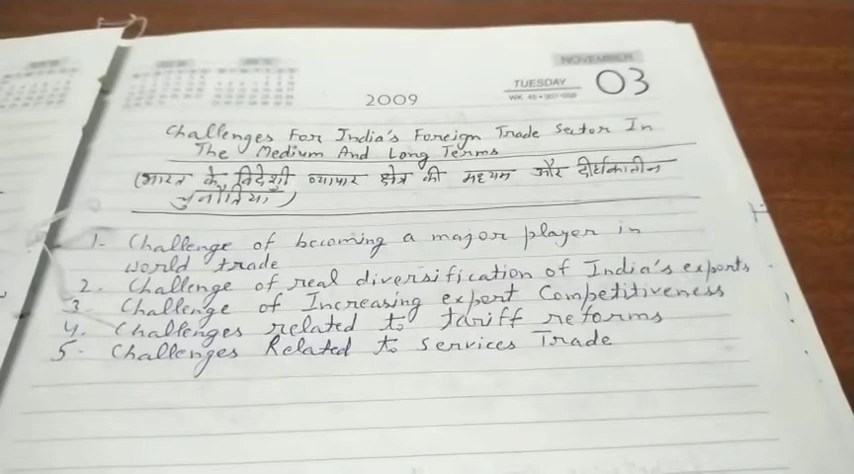 NOVEMBER
TUESDAY 03
2009
Challenges For India's Foreign Trade Sector In
The Medium And Long Terms
(भारत के विदेशी व्यापार क्षेत्र की मध्यम और दीर्घकालीन
चुनौतियां)
1- Challenge of becoming a major player in
world trade
2. Challenge of real diversification of India's exports
3. Challenge of Increasing export Competitiveness
4. Challenges related to tariff reforms
5. Challenges Related to services Trade